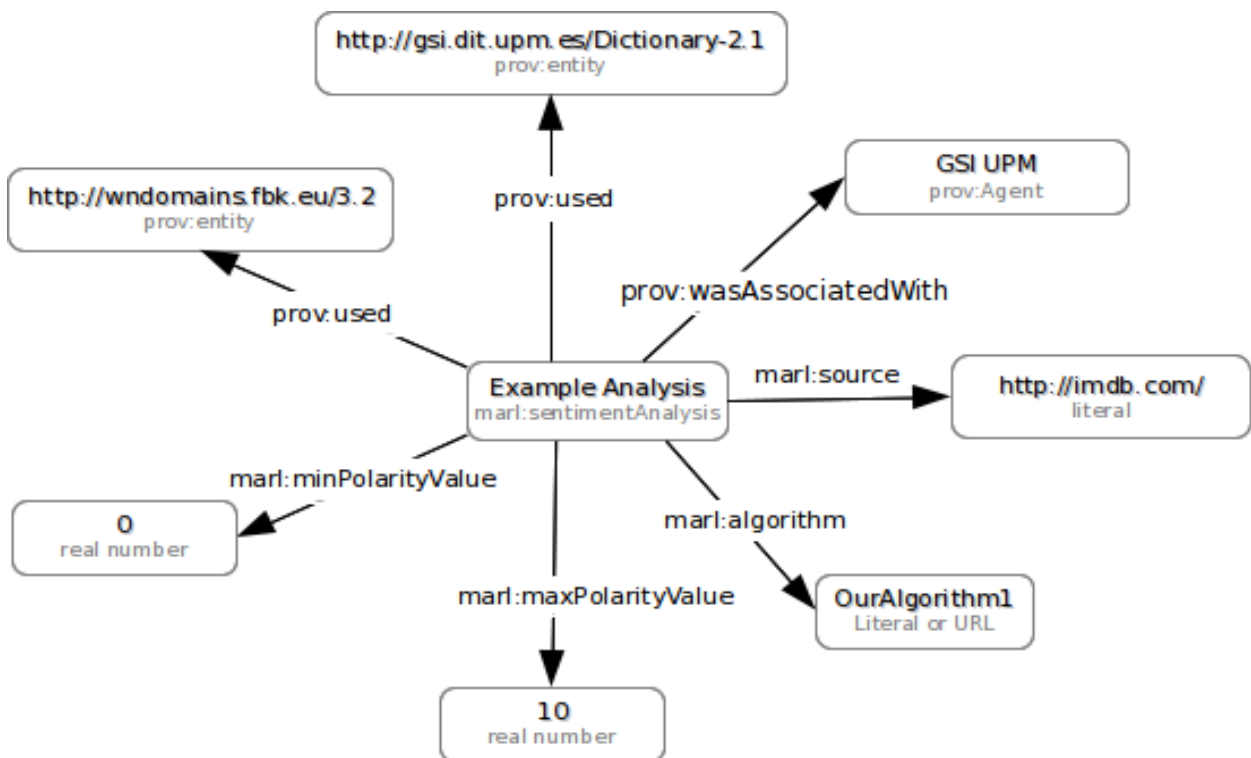 http://gsi.dit.upm.es/Dictionary-2.1
prov:entity
GSI UPM
prov:Agent
http://wndomains.fbk.eu/3.2
prov:entity
prov:used
prov:used
prov:wasAssociatedWith
Example Analysis
marl:sentimentAnalysis
marl:source
http://imdb.com/
literal
marl:minPolarityValue
0
real number
marl:algorithm
marl:maxPolarityValue
OurAlgorithm1
Literal or URL
10
real number